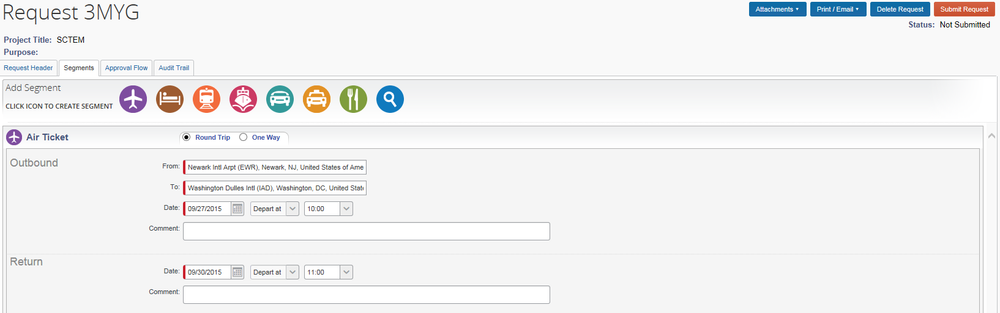 Request 3MYG
Attachments Print / Email Delete Request Submit Request
Status: Not Submitted
Project Title: SCTEM
Purpose:
Request Header Segments Approval Flow Audit Trail
Add Segment
CLICK ICON TO CREATE SEGMENT
Air Ticket Round Trip One Way
Outbound
From: Newark Intl Arpt (EWR), Newark, NJ, United States of Ame
To: Washington Dulles Intl (IAD), Washington, DC, United State
Date: 09/27/2015 Depart at 10:00
Comment:
Return
Date: 09/30/2015 Depart at 11:00
Comment: